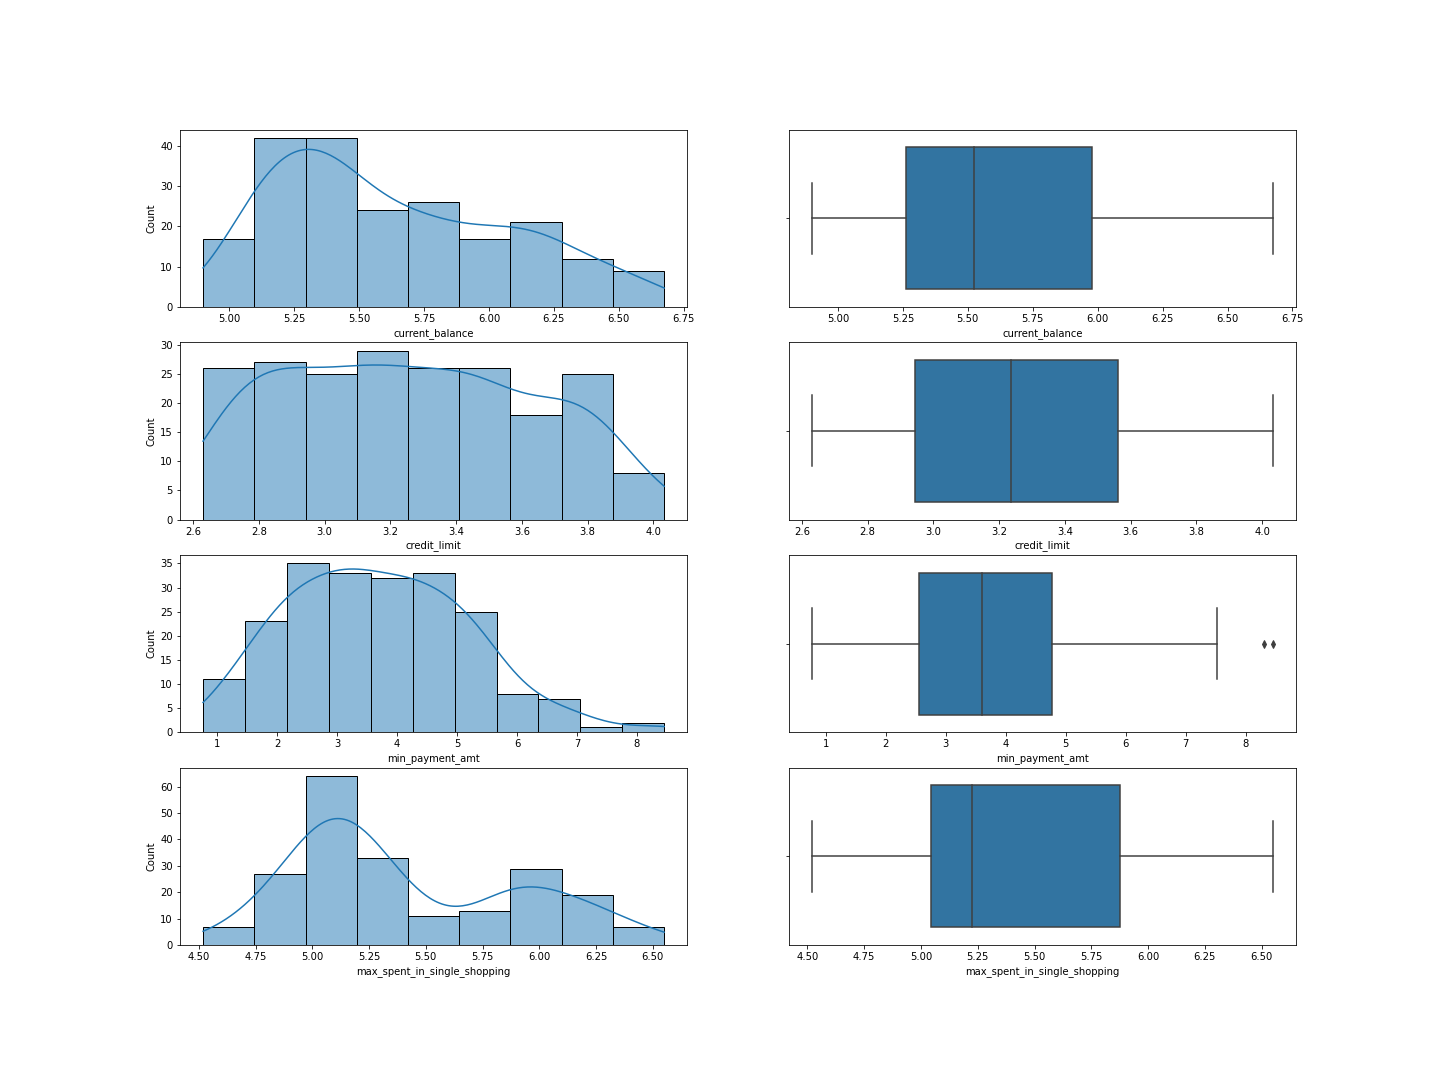 40
30
20
10
0
Count
5.00 5.25 5.50 5.75 6.00 6.25 6.50 6.75
current_balance
5.00 5.25 5.50 5.75 6.00 6.25 6.50 6.75
current_balance
30
25
20
15
10
5
0
Count
2.6 2.8 3.0 3.2 3.4 3.6 3.8 4.0
credit_limit
2.6 2.8 3.0 3.2 3.4 3.6 3.8 4.0
credit_limit
35
30
25
20
15
10
5
0
Count
1 2 3 4 5 6 7 8
min_payment_amt
1 2 3 4 5 6 7 8
min_payment_amt
60
50
40
30
20
10
0
Count
4.50 4.75 5.00 5.25 5.50 5.75 6.00 6.25 6.50
max_spent_in_single_shopping
4.50 4.75 5.00 5.25 5.50 5.75 6.00 6.25 6.50
max_spent_in_single_shopping